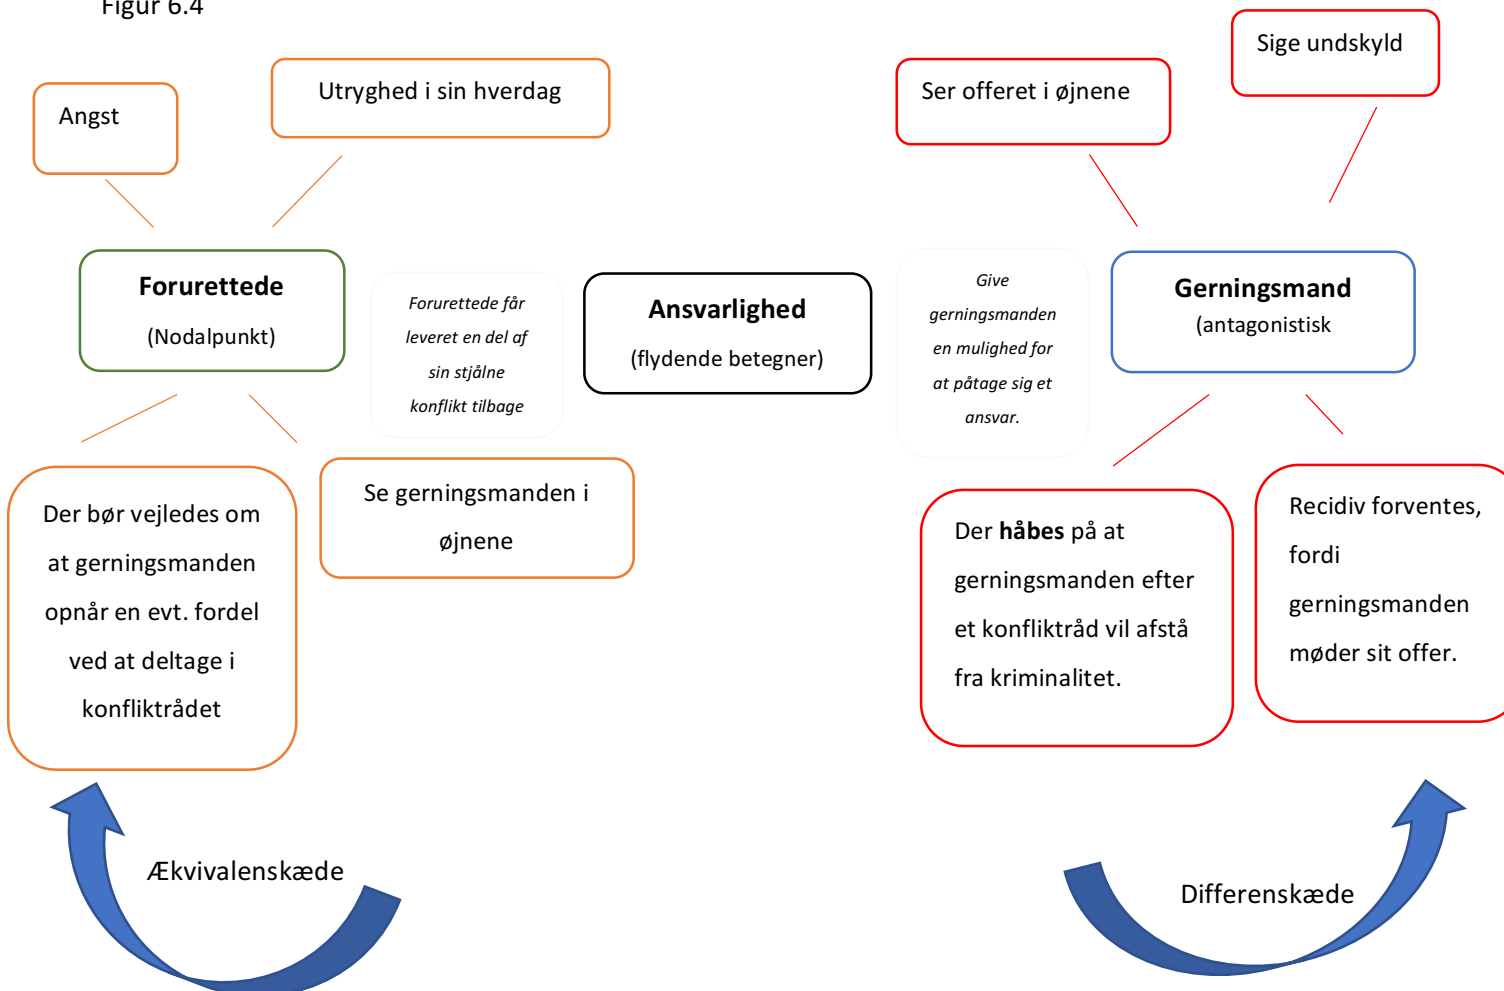 Figur 6.4
Angst
Utryghed i sin hverdag
Ser offeret i øjnene
Sige undskyld
Forurettede
(Nodalpunkt)
Forurettede får
leveret en del af
sin stjålne
konflikt tilbage
Ansvarlighed
(flydende betegner)
Give
gerningsmanden
en mulighed for
at påtage sig et
ansvar.
Gerningsmand
(antagonistisk
Der bør vejledes om
at gerningsmanden
opnår en evt. fordel
ved at deltage i
konfliktrådet
Se gerningsmanden i
øjnene
Der håbes på at
gerningsmanden efter
et konfliktråd vil afstå
fra kriminalitet.
Recidiv forventes,
fordi
gerningsmanden
møder sit offer.
Ækvivalenskæde
Differenskæde